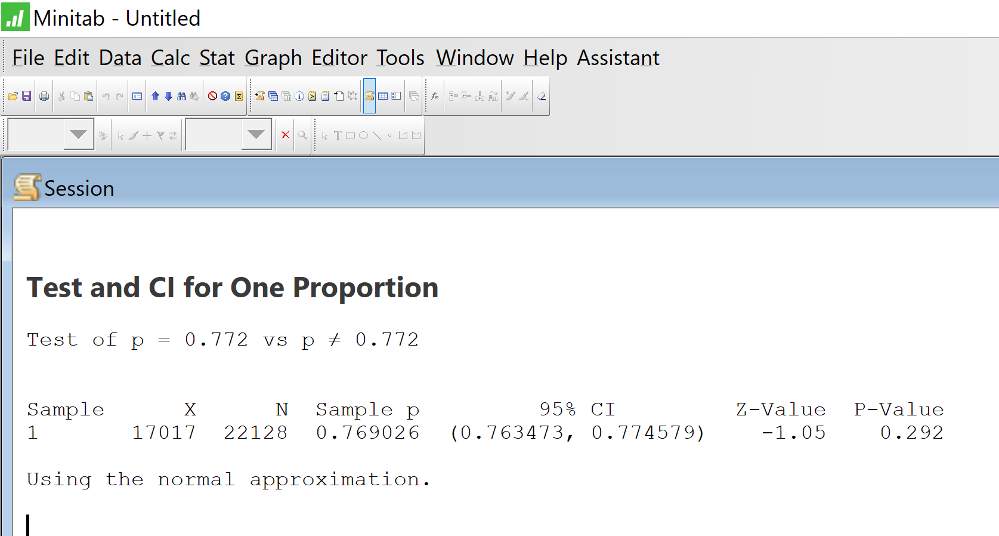 Minitab - Untitled
File Edit Data Calc Stat Graph Editor Tools Window Help Assistant
Session
Test and CI for One Proportion
Test of p = 0.772 vs p ≠ 0.772
Sample X N Sample p 95% CI Z-Value P-Value
1 17017 22128 0.769026 (0.763473, 0.774579) -1.05 0.292
Using the normal approximation.